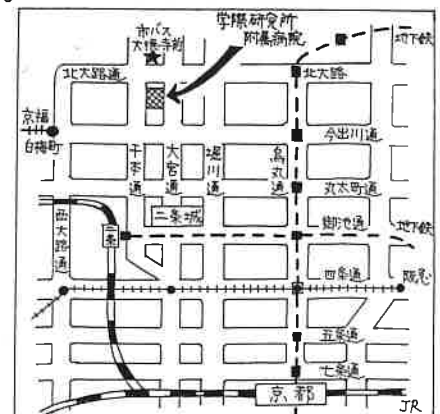 学際研究所
附属病院
市バス
大徳寺前
地下鉄
北大路通
北大路
京福
白梅町
今出川通
千本通
大宮通
堀川通
烏丸通
丸太町通
西大路通
二条
二条城
御池通
地下鉄
四条通
阪急
五条通
七条通
京都
JR